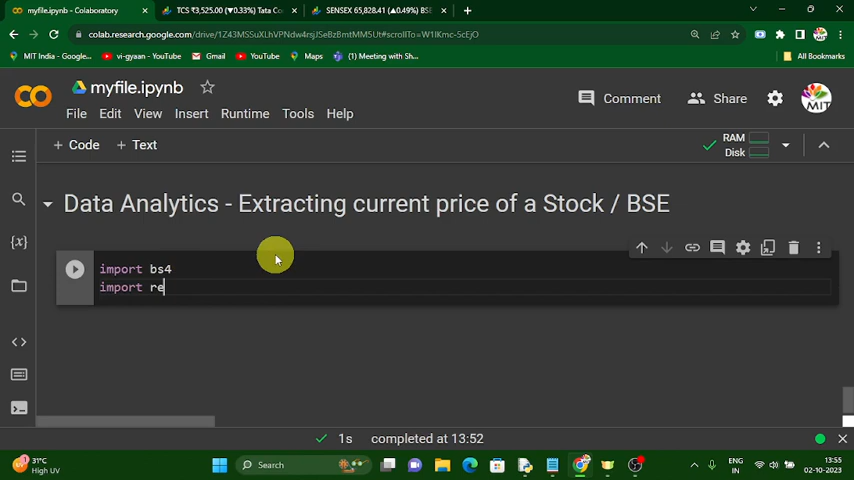 myfile.ipynb - Colaboratory
TCS ₹3,525.00 (▼0.33%) Tata Co
SENSEX 65,828.41 (▲0.49%) BSE
colab.research.google.com/drive/1Z43MSSuXLhVPNdw4rsjJSeBzBmtMM5Ut#scrollTo=W1IKmc-5cEjO
MIT India - Google...
vi-gyaan - YouTube
Gmail
YouTube
Maps
(1) Meeting with Sh...
All Bookmarks
myfile.ipynb
Comment
Share
MIT
File Edit View Insert Runtime Tools Help
+ Code + Text
RAM
Disk
Data Analytics - Extracting current price of a Stock / BSE
{x}
import bs4
import re
1s completed at 13:52
31°C
High UV
Search
ENG
IN
13:55
02-10-2023